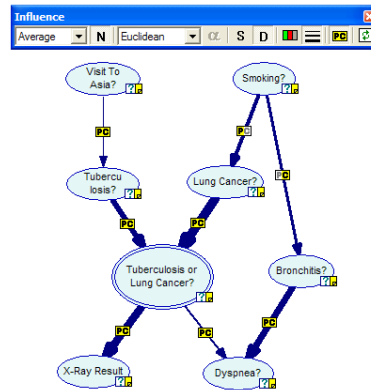 Influence
Average N Euclidean α S D PC
Visit To
Asia?
Smoking?
PC
PC
PC
Tubercu
losis?
Lung Cancer?
PC
PC
Tuberculosis or
Lung Cancer?
Bronchitis?
PC
PC
PC
X-Ray Result
Dyspnea?